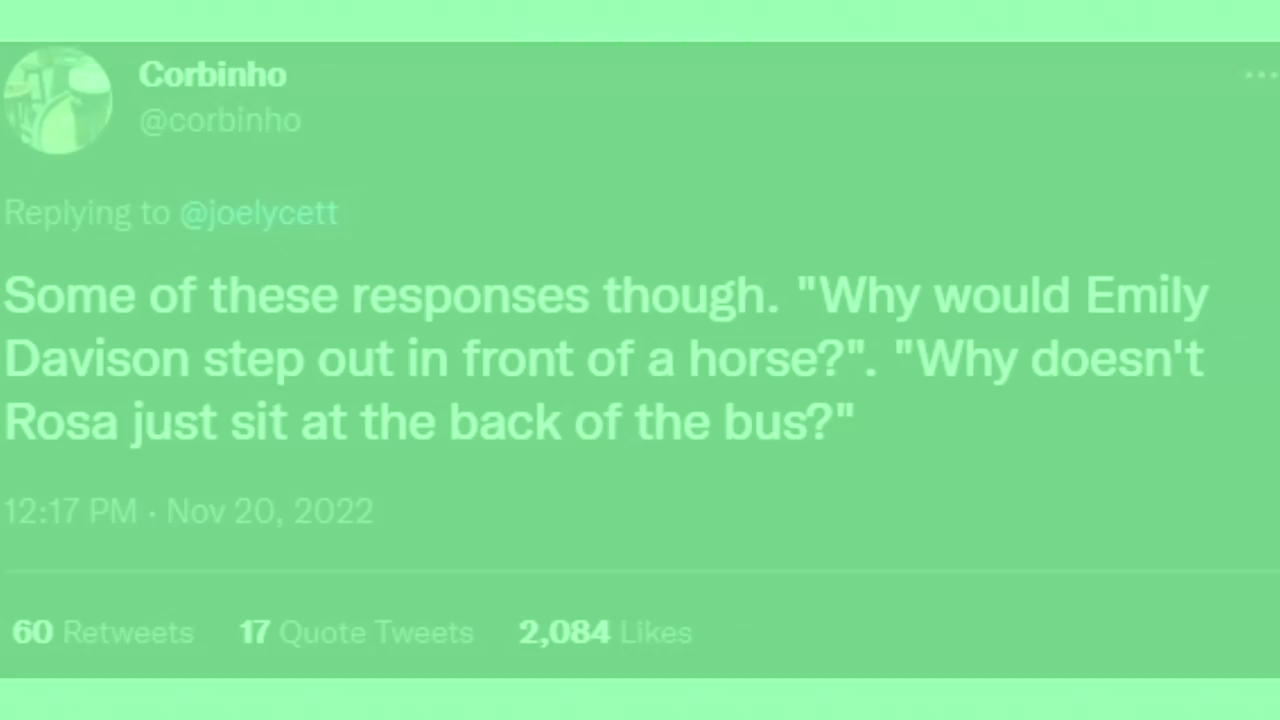 Corbinho
@corbinho
Replying to @joelycett
Some of these responses though. "Why would Emily
Davison step out in front of a horse?". "Why doesn't
Rosa just sit at the back of the bus?"
12:17 PM · Nov 20, 2022
60 Retweets 17 Quote Tweets 2,084 Likes